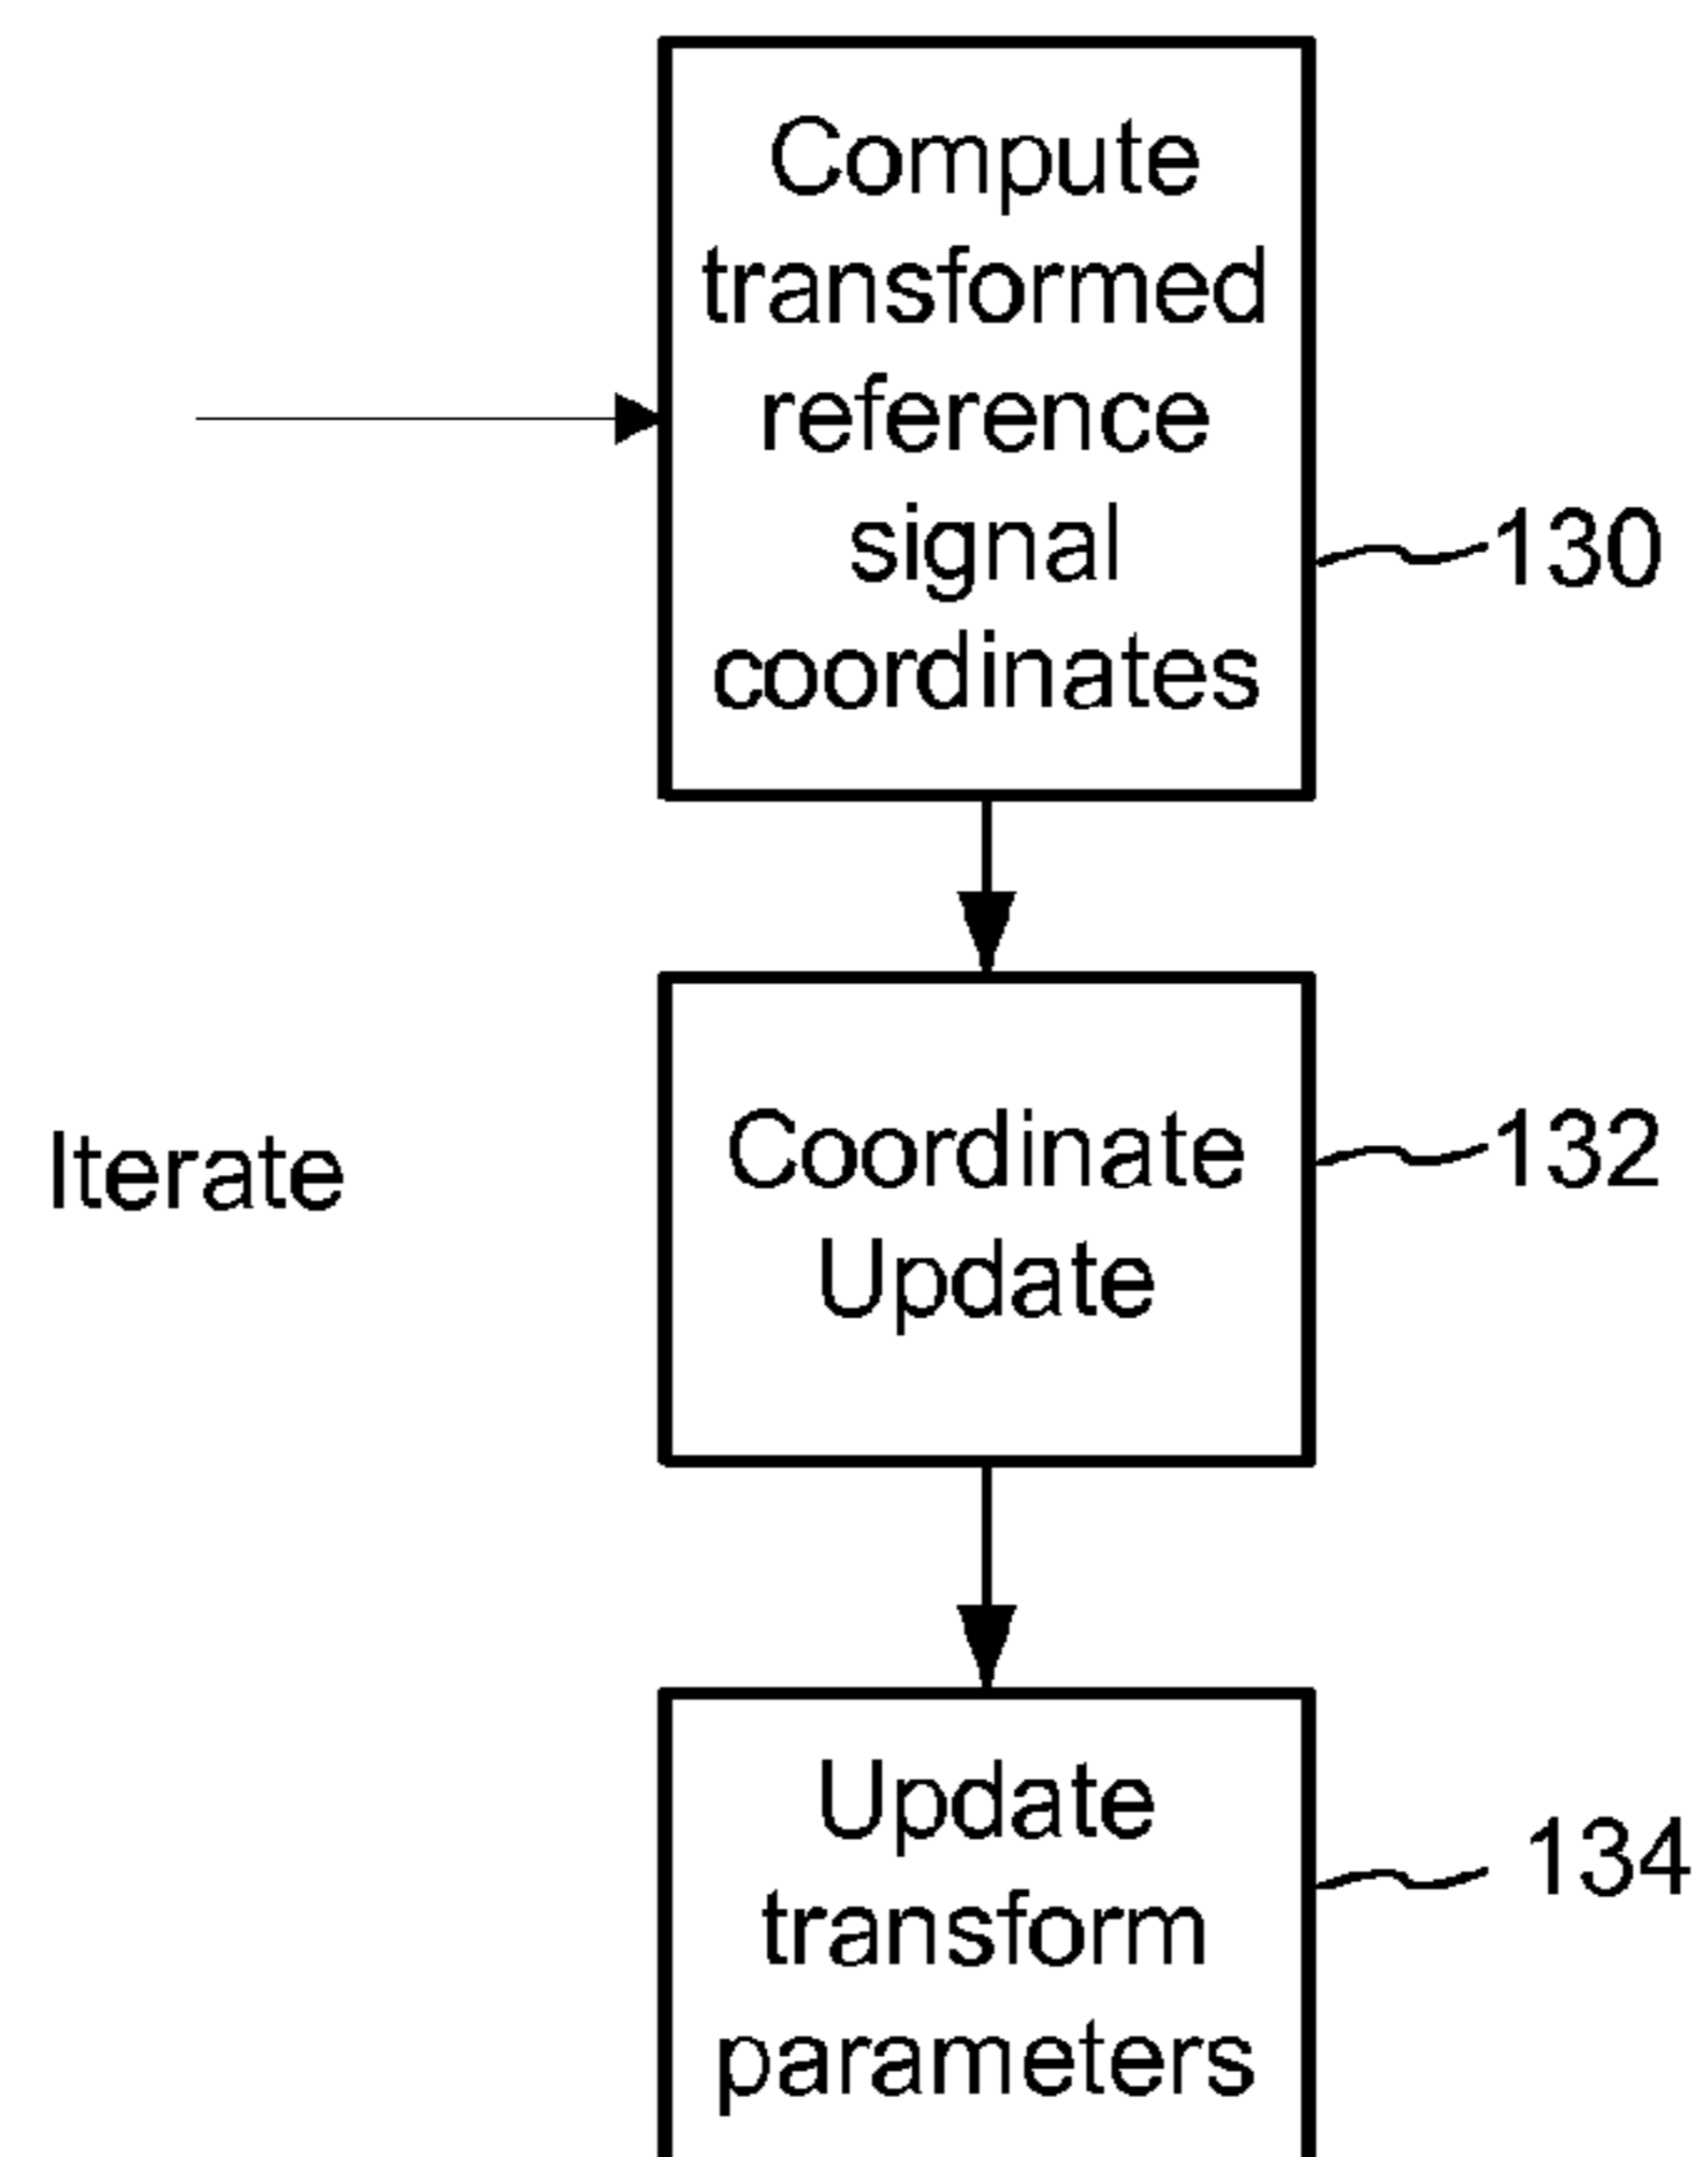 Compute
transformed
reference
signal
coordinates
130
Iterate
Coordinate
Update
132
Update
transform
parameters
134